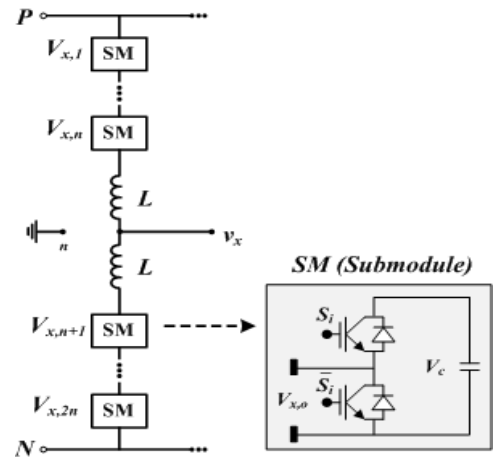 P
V_{x,1}
SM
V_{x,n}
SM
L
n
v_x
L
SM (Submodule)
V_{x,n+1}
SM
S_i
V_c
S̄_i
V_{x,o}
V_{x,2n}
SM
N